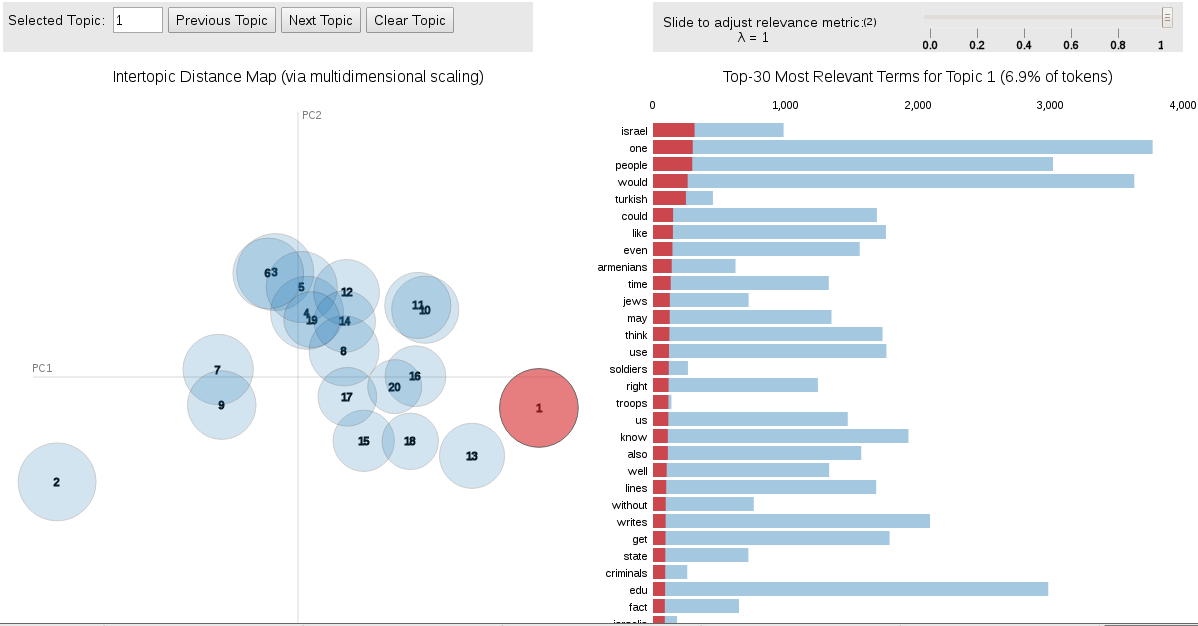 Selected Topic: 1 Previous Topic Next Topic Clear Topic
Slide to adjust relevance metric:(2)
λ = 1
0.0 0.2 0.4 0.6 0.8 1
Intertopic Distance Map (via multidimensional scaling)
PC2
PC1
6
3
5
12
4
19
14
11
10
8
7
16
20
9
17
1
15
18
13
2
Top-30 Most Relevant Terms for Topic 1 (6.9% of tokens)
0 1,000 2,000 3,000 4,000
israel
one
people
would
turkish
could
like
even
armenians
time
jews
may
think
use
soldiers
right
troops
us
know
also
well
lines
without
writes
get
state
criminals
edu
fact
israelis